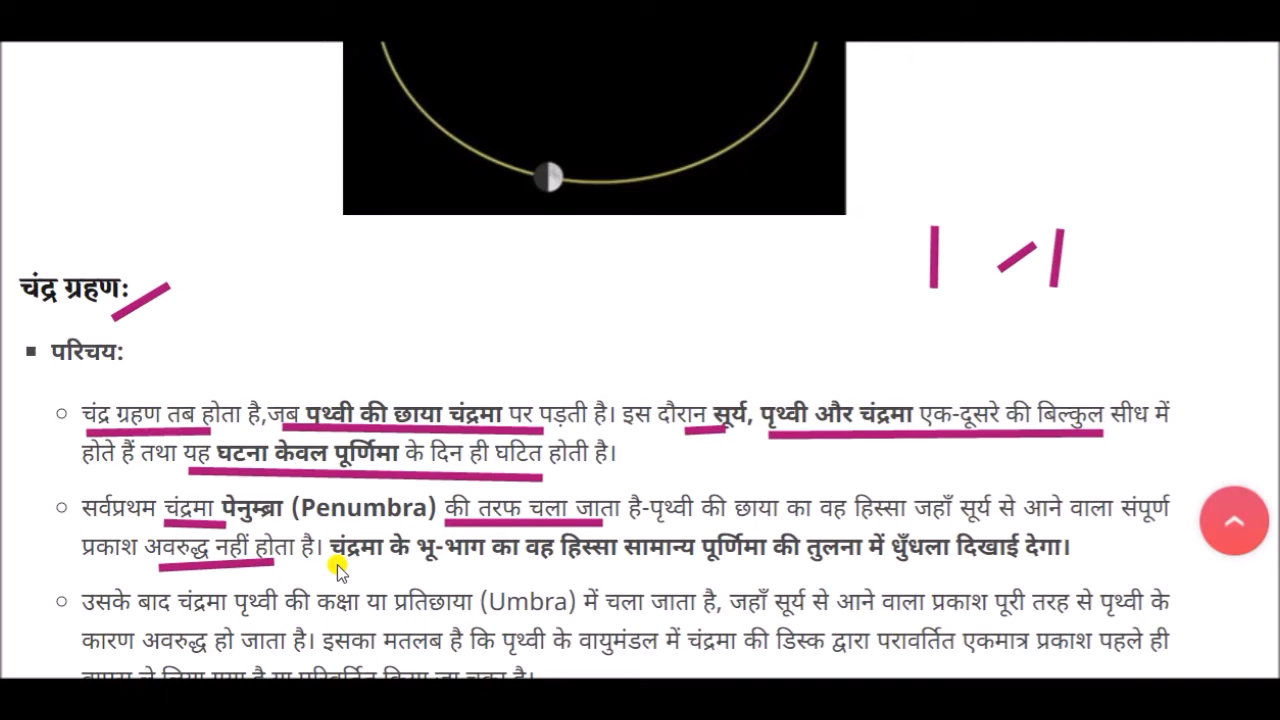 चंद्र ग्रहण:
परिचय:
चंद्र ग्रहण तब होता है,जब पृथ्वी की छाया चंद्रमा पर पड़ती है। इस दौरान सूर्य, पृथ्वी और चंद्रमा एक-दूसरे की बिल्कुल सीध में
होते हैं तथा यह घटना केवल पूर्णिमा के दिन ही घटित होती है।
सर्वप्रथम चंद्रमा पेनुम्ब्रा (Penumbra) की तरफ चला जाता है-पृथ्वी की छाया का वह हिस्सा जहाँ सूर्य से आने वाला संपूर्ण
प्रकाश अवरुद्ध नहीं होता है। चंद्रमा के भू-भाग का वह हिस्सा सामान्य पूर्णिमा की तुलना में धुँधला दिखाई देगा।
उसके बाद चंद्रमा पृथ्वी की कक्षा या प्रतिछाया (Umbra) में चला जाता है, जहाँ सूर्य से आने वाला प्रकाश पूरी तरह से पृथ्वी के
कारण अवरुद्ध हो जाता है। इसका मतलब है कि पृथ्वी के वायुमंडल में चंद्रमा की डिस्क द्वारा परावर्तित एकमात्र प्रकाश पहले ही